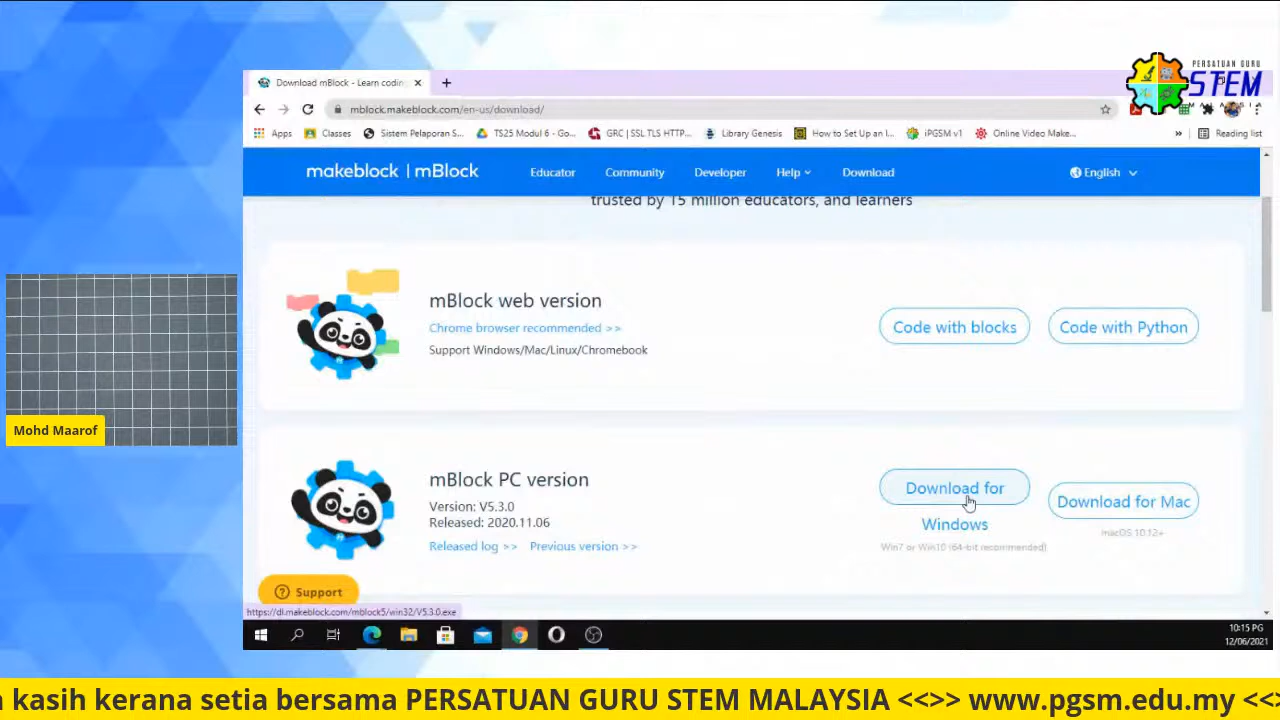 PERSATUAN GURU
STEM
Download mBlock - Learn codin
mblock.makeblock.com/en-us/download/
Apps
Classes
Sistem Pelaporan S...
TS25 Modul 6 - Go...
GRC | SSL TLS HTTP...
Library Genesis
How to Set Up an I...
iPGSM v1
Online Video Make...
»
Reading list
makeblock | mBlock
Educator
Community
Developer
Help
Download
English
trusted by 15 million educators, and learners
mBlock web version
Chrome browser recommended >>
Support Windows/Mac/Linux/Chromebook
Code with blocks
Code with Python
mBlock PC version
Version: V5.3.0
Released: 2020.11.06
Released log >>
Previous version >>
Download for
Windows
Win7 or Win10 (64-bit recommended)
Download for Mac
macOS 10.12+
Support
https://dl.makeblock.com/mblock5/win32/V5.3.0.exe
10:15 PG
12/06/2021
Mohd Maarof
kasih kerana setia bersama PERSATUAN GURU STEM MALAYSIA <<>> www.pgsm.edu.my <<